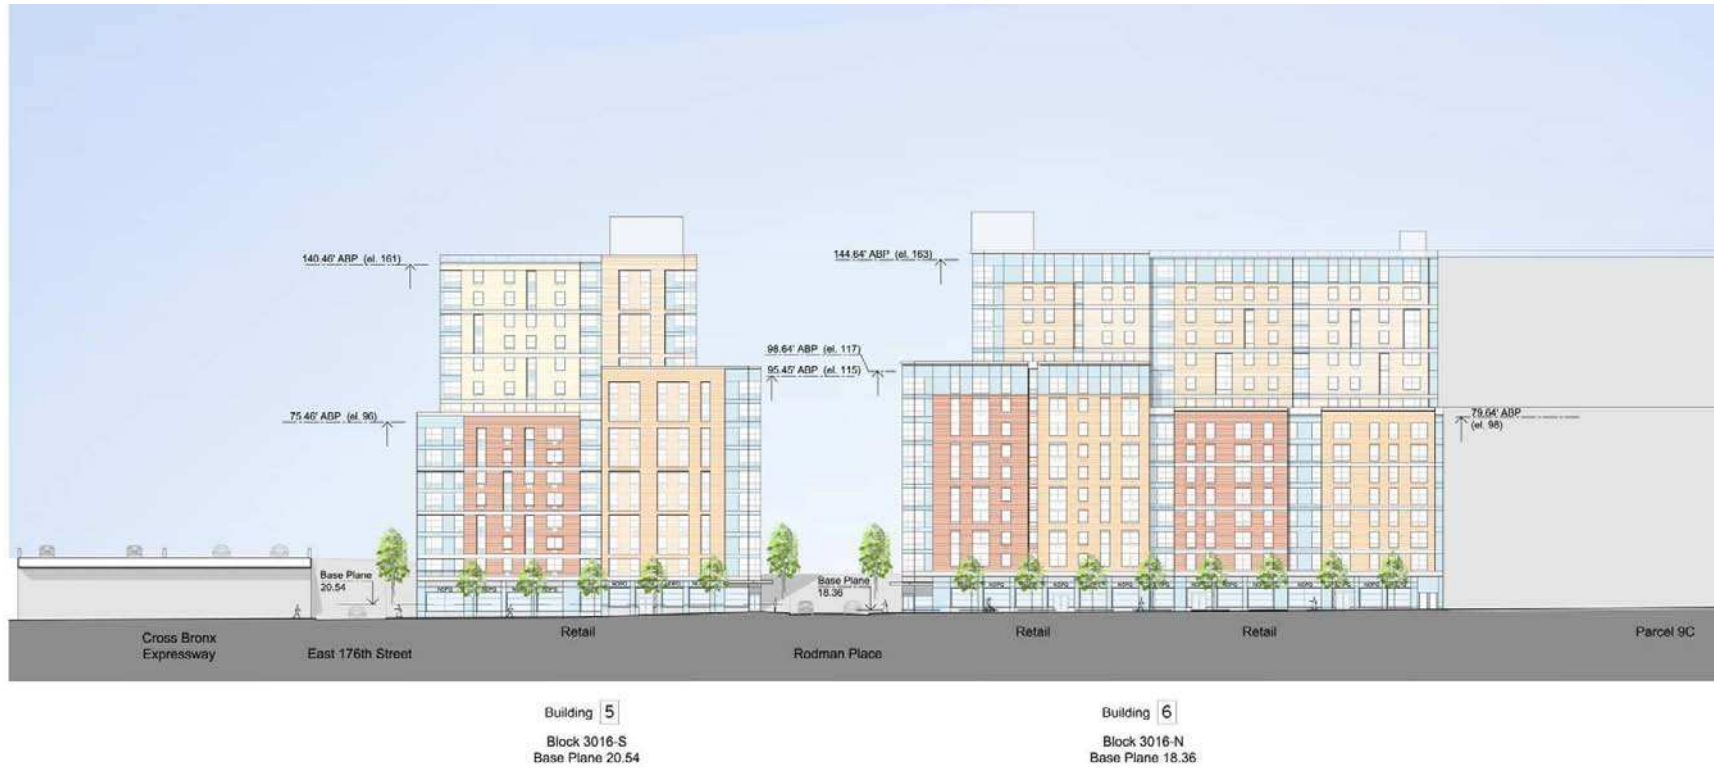 140.46' ABP (el. 161)
144.64' ABP (el. 163)
98.64' ABP (el. 117)
95.45' ABP (el. 115)
75.46' ABP (el. 96)
79.64' ABP
(el. 98)
Base Plane
20.54
Base Plane
18.36
Cross Bronx
Expressway
East 176th Street
Retail
Rodman Place
Retail
Retail
Parcel 9C
Building 5
Block 3016-S
Base Plane 20.54
Building 6
Block 3016-N
Base Plane 18.36